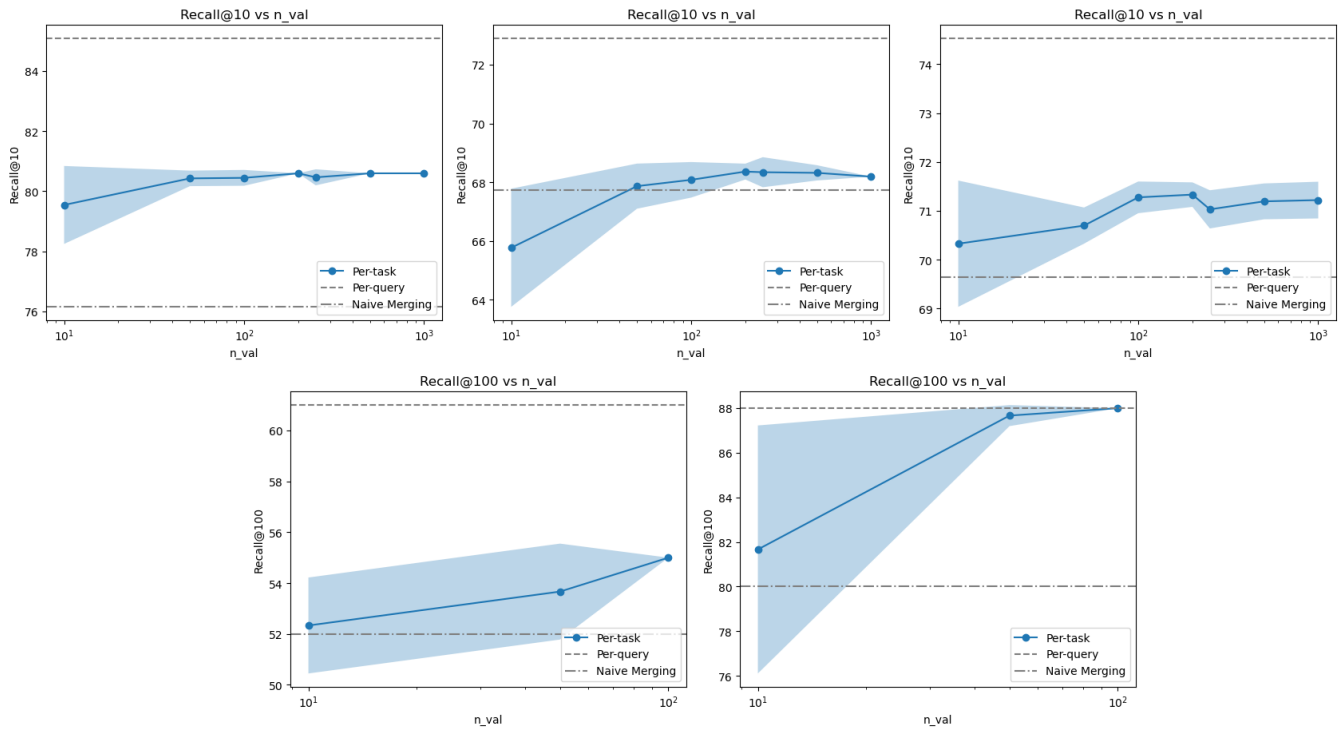 Recall@10 vs n_val
Recall@10
84
82
80
78
76
10¹
10²
10³
n_val
Per-task
Per-query
Naive Merging
Recall@10 vs n_val
Recall@10
72
70
68
66
64
10¹
10²
10³
n_val
Per-task
Per-query
Naive Merging
Recall@10 vs n_val
Recall@10
74
73
72
71
70
69
10¹
10²
10³
n_val
Per-task
Per-query
Naive Merging
Recall@100 vs n_val
Recall@100
60
58
56
54
52
50
10¹
10²
n_val
Per-task
Per-query
Naive Merging
Recall@100 vs n_val
Recall@100
88
86
84
82
80
78
76
10¹
10²
n_val
Per-task
Per-query
Naive Merging